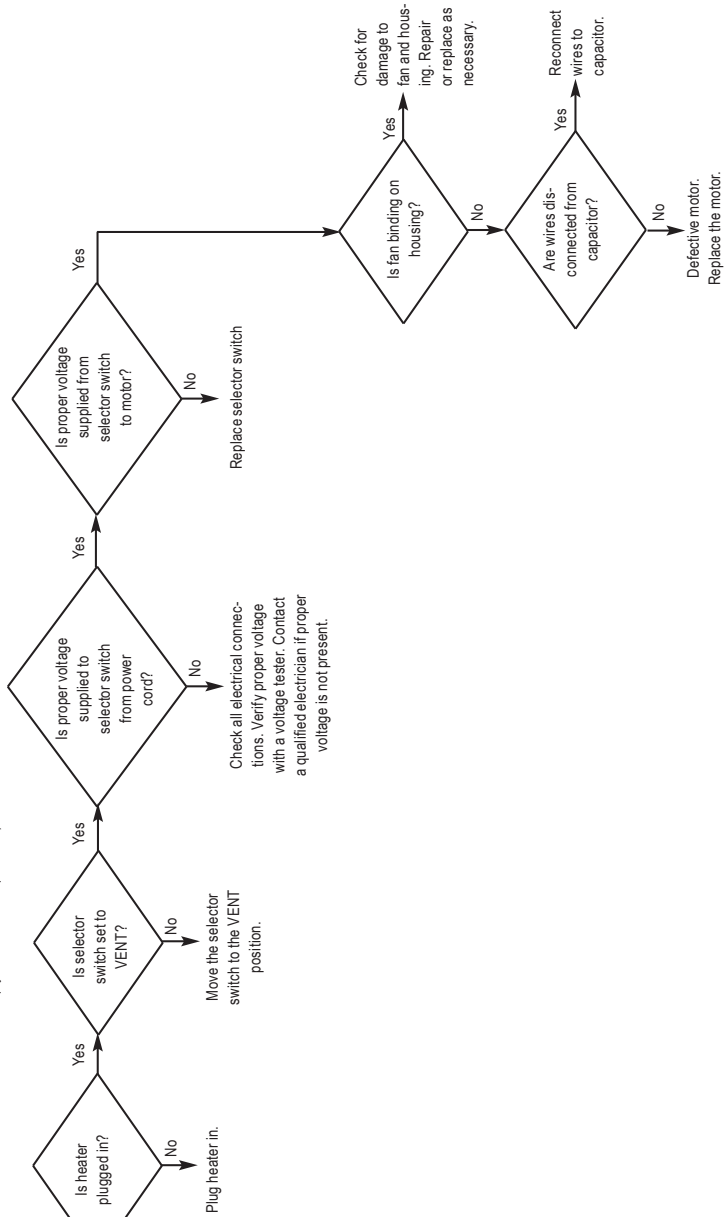 Is heater
plugged in?
Yes
No
Plug heater in.
Is selector
switch set to
VENT?
Yes
No
Move the selector
switch to the VENT
position.
Is proper voltage
supplied to
selector switch
from power
cord?
Yes
No
Check all electrical connec-
tions. Verify proper voltage
with a voltage tester. Contact
a qualified electrician if proper
voltage is not present.
Is proper voltage
supplied from
selector switch
to motor?
Yes
No
Replace selector switch
Is fan binding on
housing?
Yes
Check for
damage to
fan and hous-
ing. Repair
or replace as
necessary.
No
Are wires dis-
connected from
capacitor?
Yes
Reconnect
wires to
capacitor.
No
Defective motor.
Replace the motor.